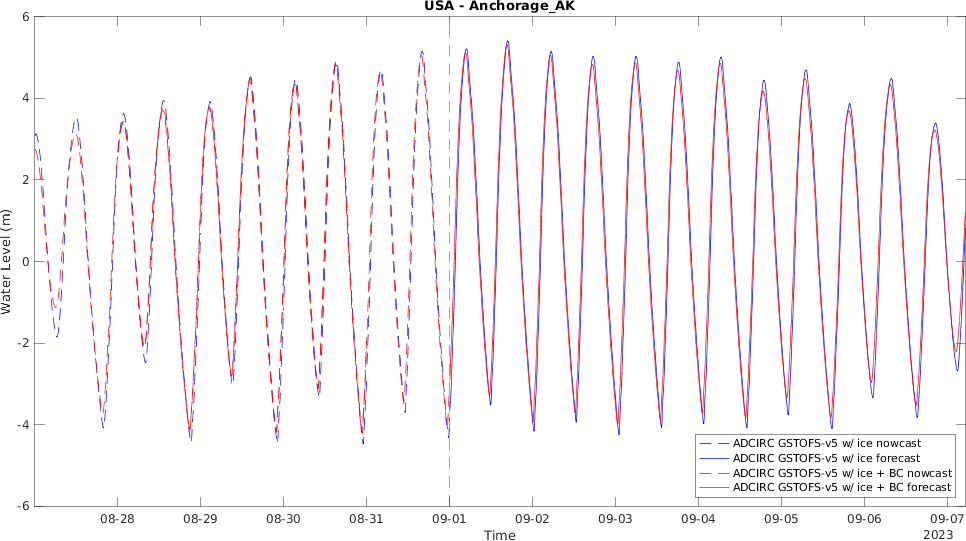 USA - Anchorage_AK
6
4
2
0
-2
-4
-6
Water Level (m)
08-28
08-29
08-30
08-31
09-01
09-02
09-03
09-04
09-05
09-06
09-07
Time
2023
ADCIRC GSTOFS-v5 w/ ice nowcast
ADCIRC GSTOFS-v5 w/ ice forecast
ADCIRC GSTOFS-v5 w/ ice + BC nowcast
ADCIRC GSTOFS-v5 w/ ice + BC forecast